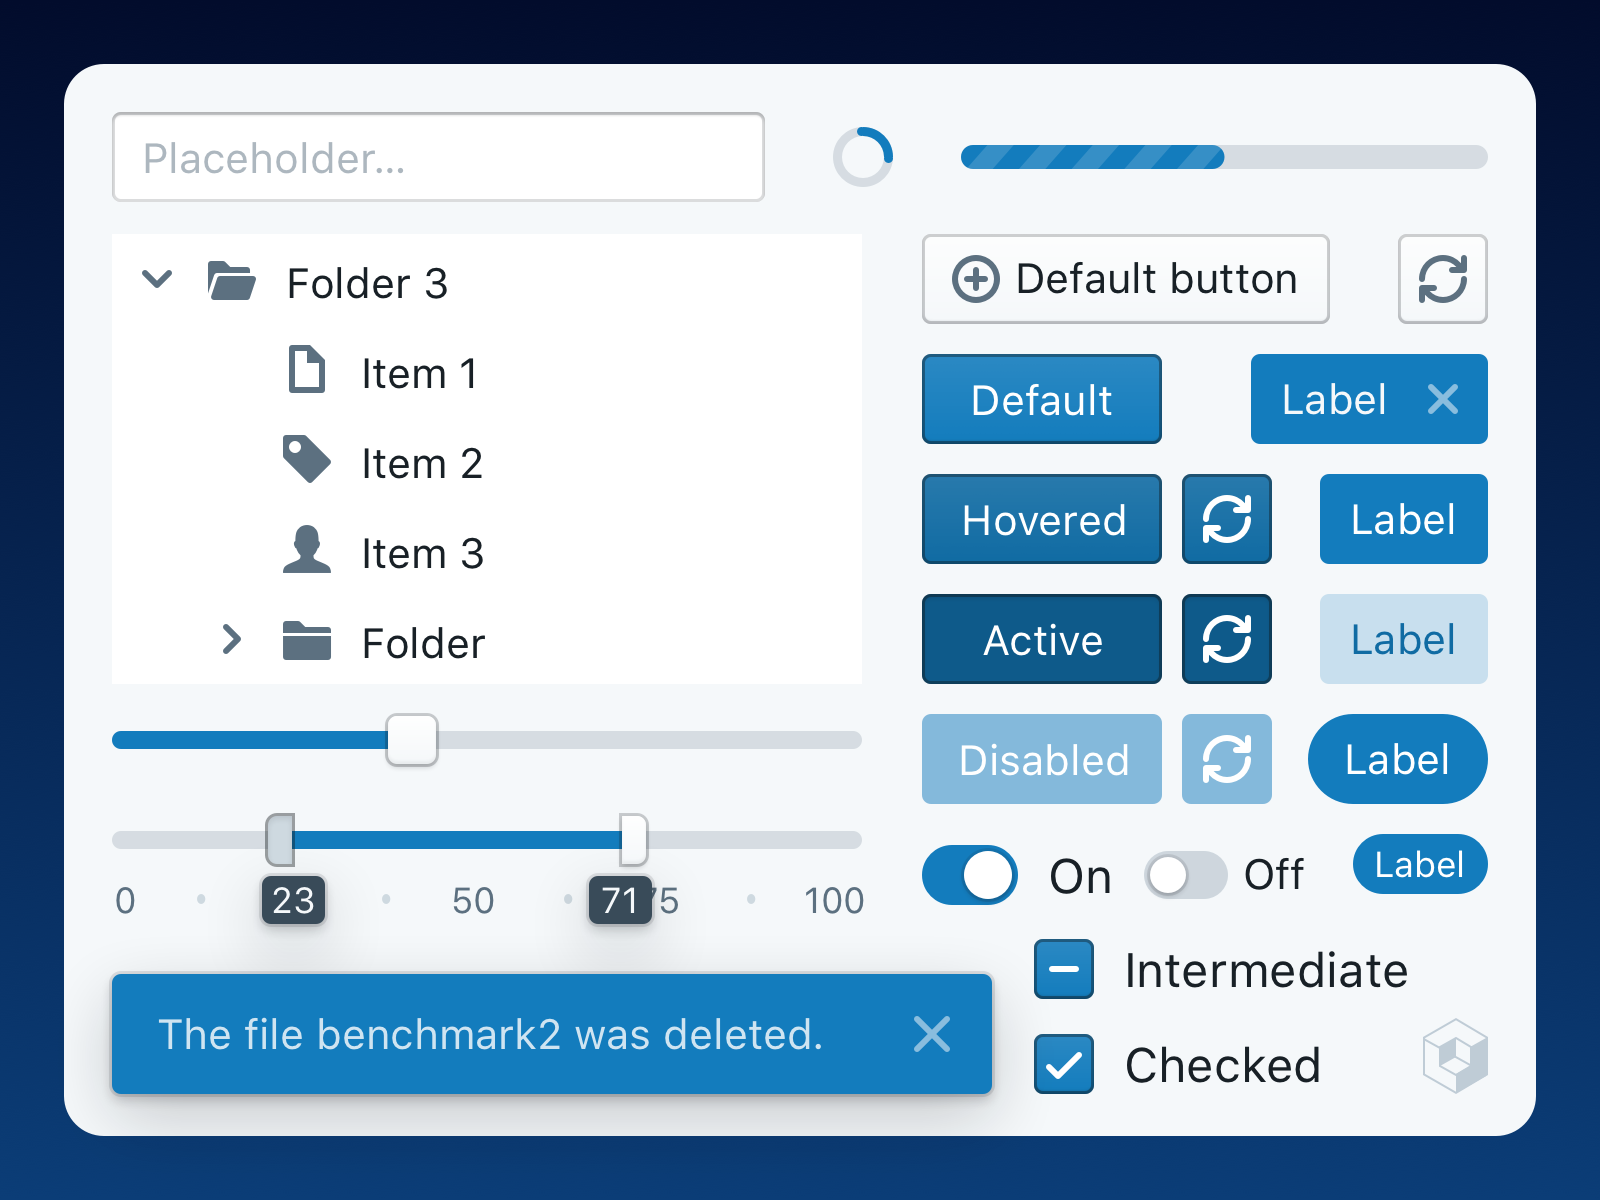 Placeholder...
Folder 3
Item 1
Item 2
Item 3
Folder
0
23
50
71
100
The file benchmark2 was deleted.
Default button
Default
Label
Hovered
Label
Active
Label
Disabled
Label
On
Off
Label
Intermediate
Checked